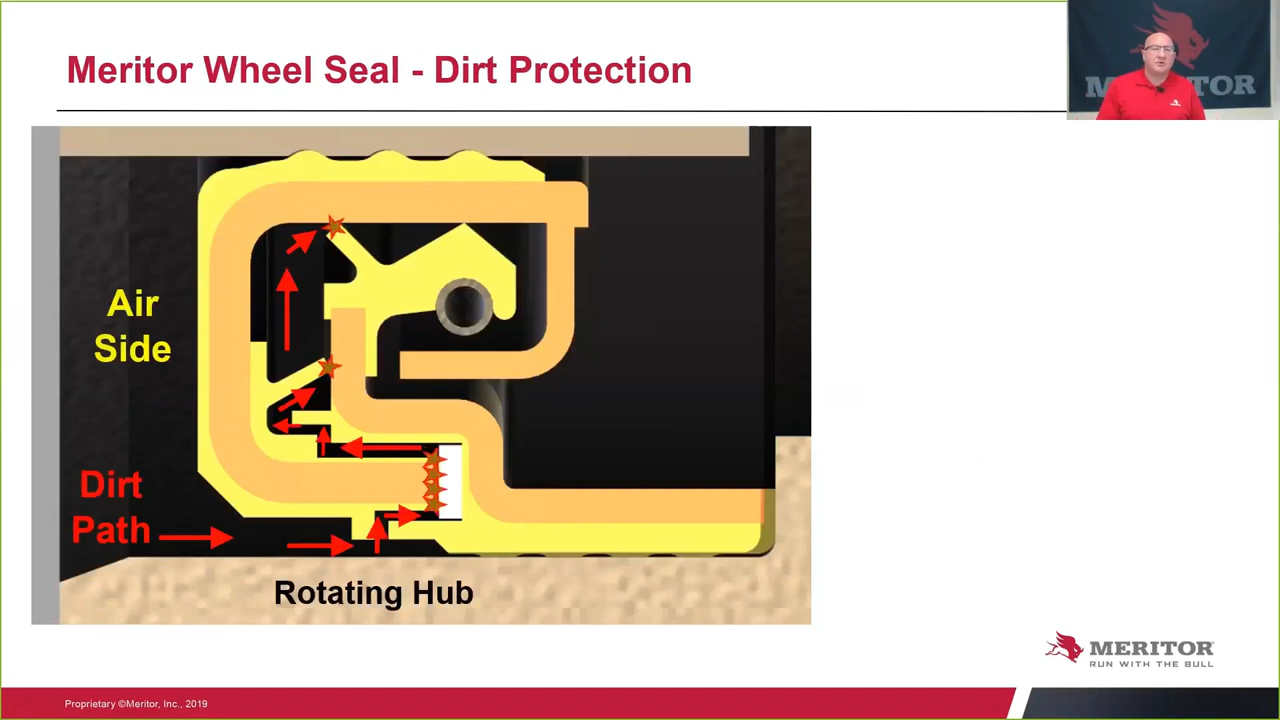 Meritor Wheel Seal - Dirt Protection
MERITOR
Air
Side
Dirt
Path
Rotating Hub
MERITOR
RUN WITH THE BULL
Proprietary ©Meritor, Inc., 2019